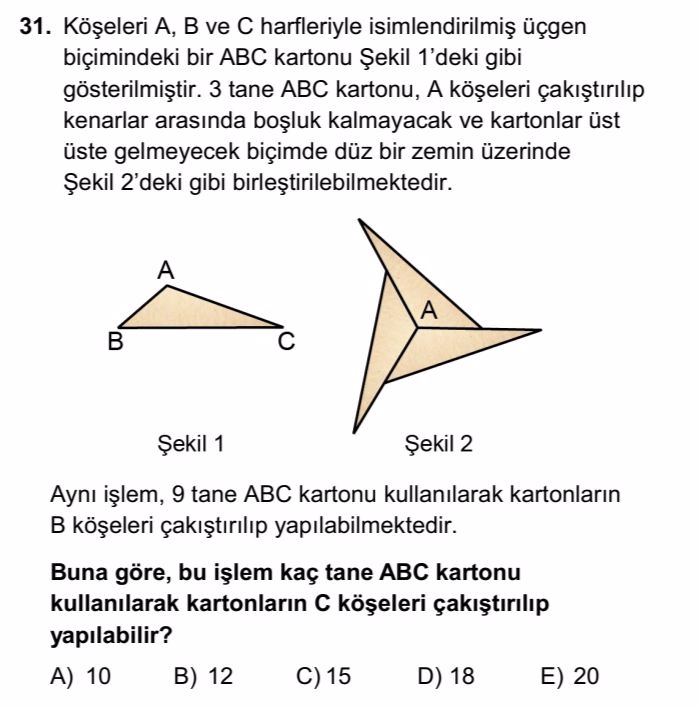 31. Köşeleri A, B ve C harfleriyle isimlendirilmiş üçgen
biçimindeki bir ABC kartonu Şekil 1'deki gibi
gösterilmiştir. 3 tane ABC kartonu, A köşeleri çakıştırılıp
kenarlar arasında boşluk kalmayacak ve kartonlar üst
üste gelmeyecek biçimde düz bir zemin üzerinde
Şekil 2'deki gibi birleştirilebilmektedir.
A
B
C
A
Şekil 1
Şekil 2
Aynı işlem, 9 tane ABC kartonu kullanılarak kartonların
B köşeleri çakıştırılıp yapılabilmektedir.
Buna göre, bu işlem kaç tane ABC kartonu
kullanılarak kartonların C köşeleri çakıştırılıp
yapılabilir?
A) 10 B) 12 C) 15 D) 18 E) 20